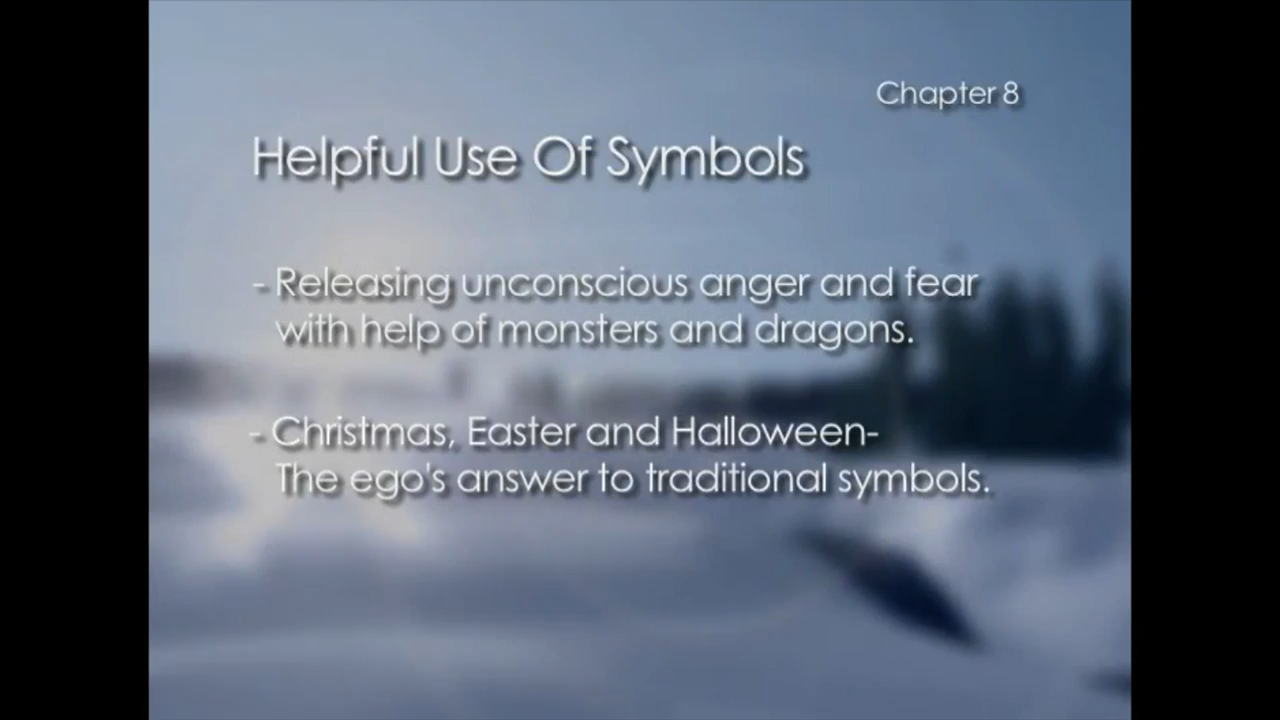 Chapter 8
Helpful Use Of Symbols
- Releasing unconscious anger and fear
with help of monsters and dragons.
- Christmas, Easter and Halloween-
The ego's answer to traditional symbols.